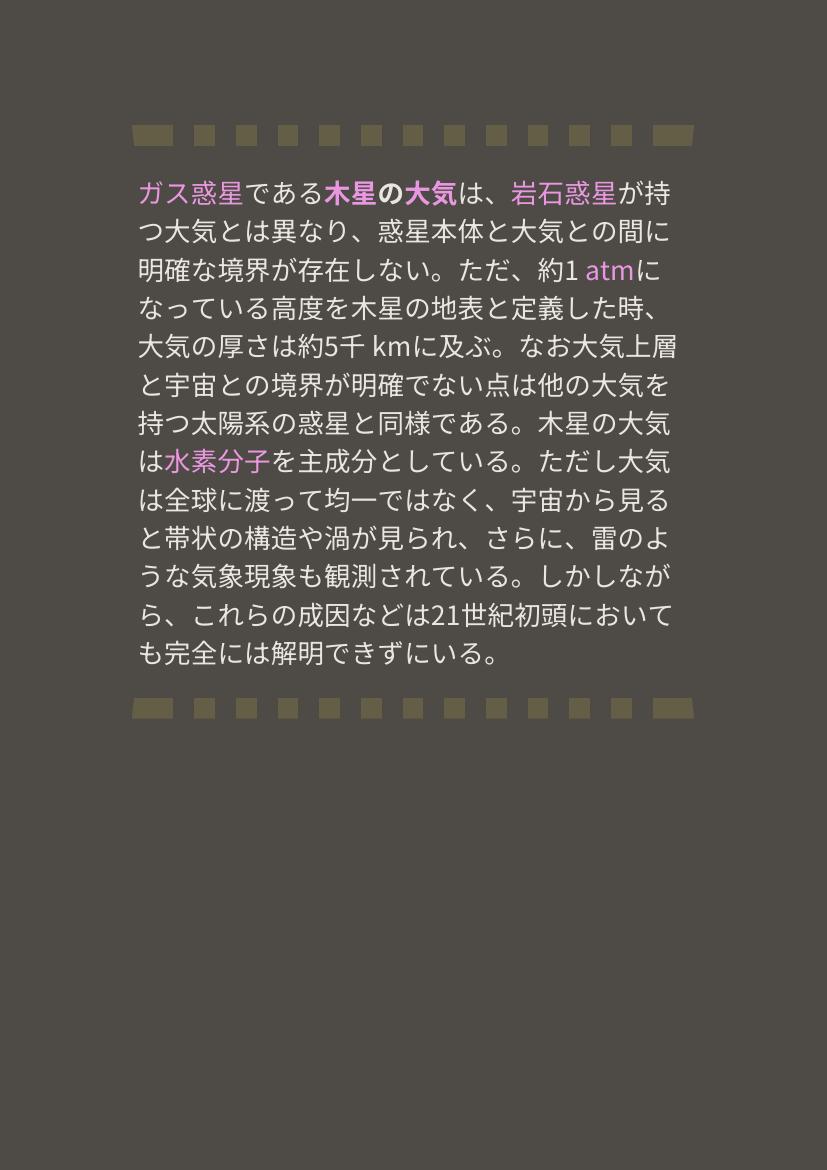 ガス惑星である木星の大気は、岩石惑星が持
つ大気とは異なり、惑星本体と大気との間に
明確な境界が存在しない。ただ、約1 atmに
なっている高度を木星の地表と定義した時、
大気の厚さは約5千 kmに及ぶ。なお大気上層
と宇宙との境界が明確でない点は他の大気を
持つ太陽系の惑星と同様である。木星の大気
は水素分子を主成分としている。ただし大気
は全球に渡って均一ではなく、宇宙から見る
と帯状の構造や渦が見られ、さらに、雷のよ
うな気象現象も観測されている。しかしなが
ら、これらの成因などは21世紀初頭において
も完全には解明できずにいる。